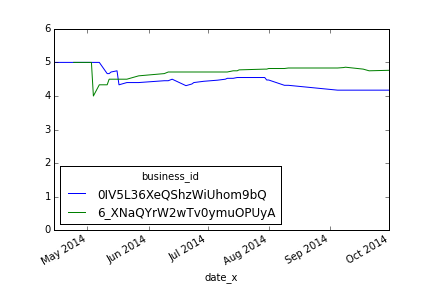 6
5
4
3
2
1
0
business_id
0IV5L36XeQShzWiUhom9bQ
6_XNaQYrW2wTv0ymuOPUyA
May 2014
Jun 2014
Jul 2014
Aug 2014
Sep 2014
Oct 2014
date_x